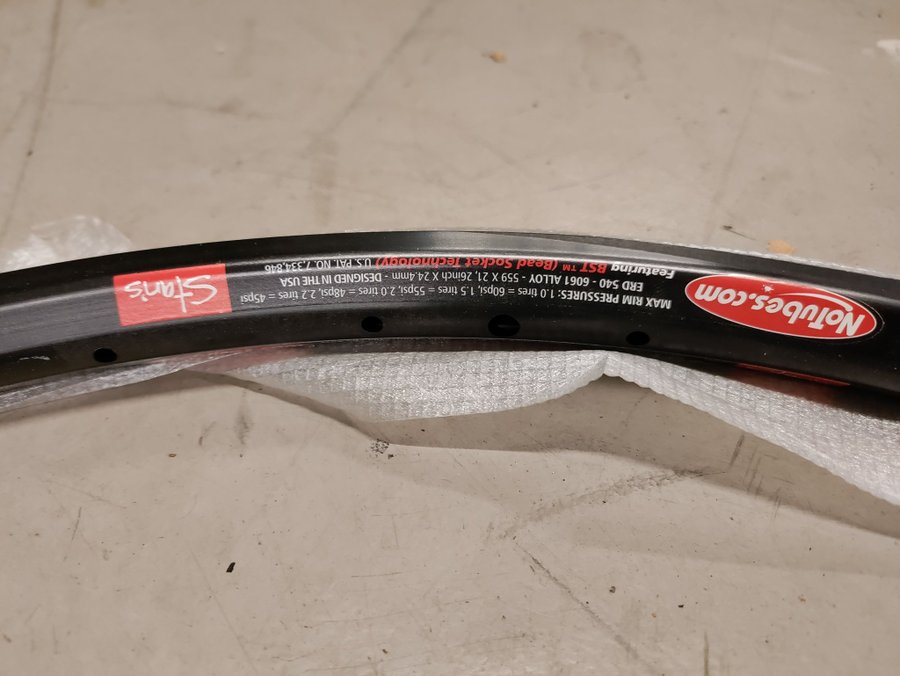 NoTubes.com
MAX RIM PRESSURES: 1.0 tires = 60psi, 1.5 tires = 55psi, 2.0 tires = 48psi, 2.2 tires = 45psi
ERD 540 - 6061 ALLOY - 559 X 21.26inch X 24.4mm - DESIGNED IN THE USA
Featuring BST ™ (Bead Socket Technology) U.S. PAT. NO. 7,334,846
Stan's